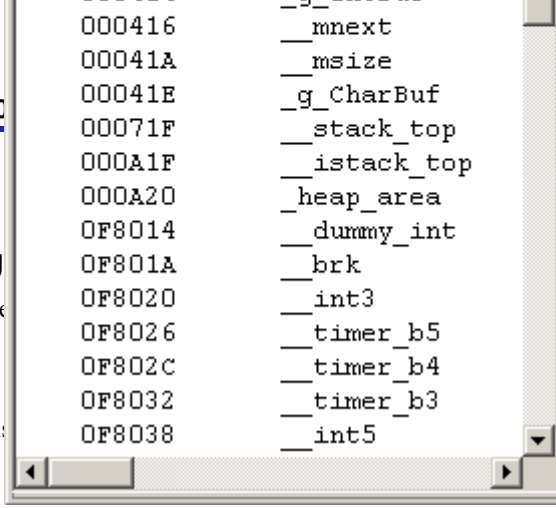 000416 __mnext
00041A __msize
00041E _g_CharBuf
00071F __stack_top
000A1F __istack_top
000A20 _heap_area
0F8014 __dummy_int
0F801A __brk
0F8020 __int3
0F8026 __timer_b5
0F802C __timer_b4
0F8032 __timer_b3
0F8038 __int5